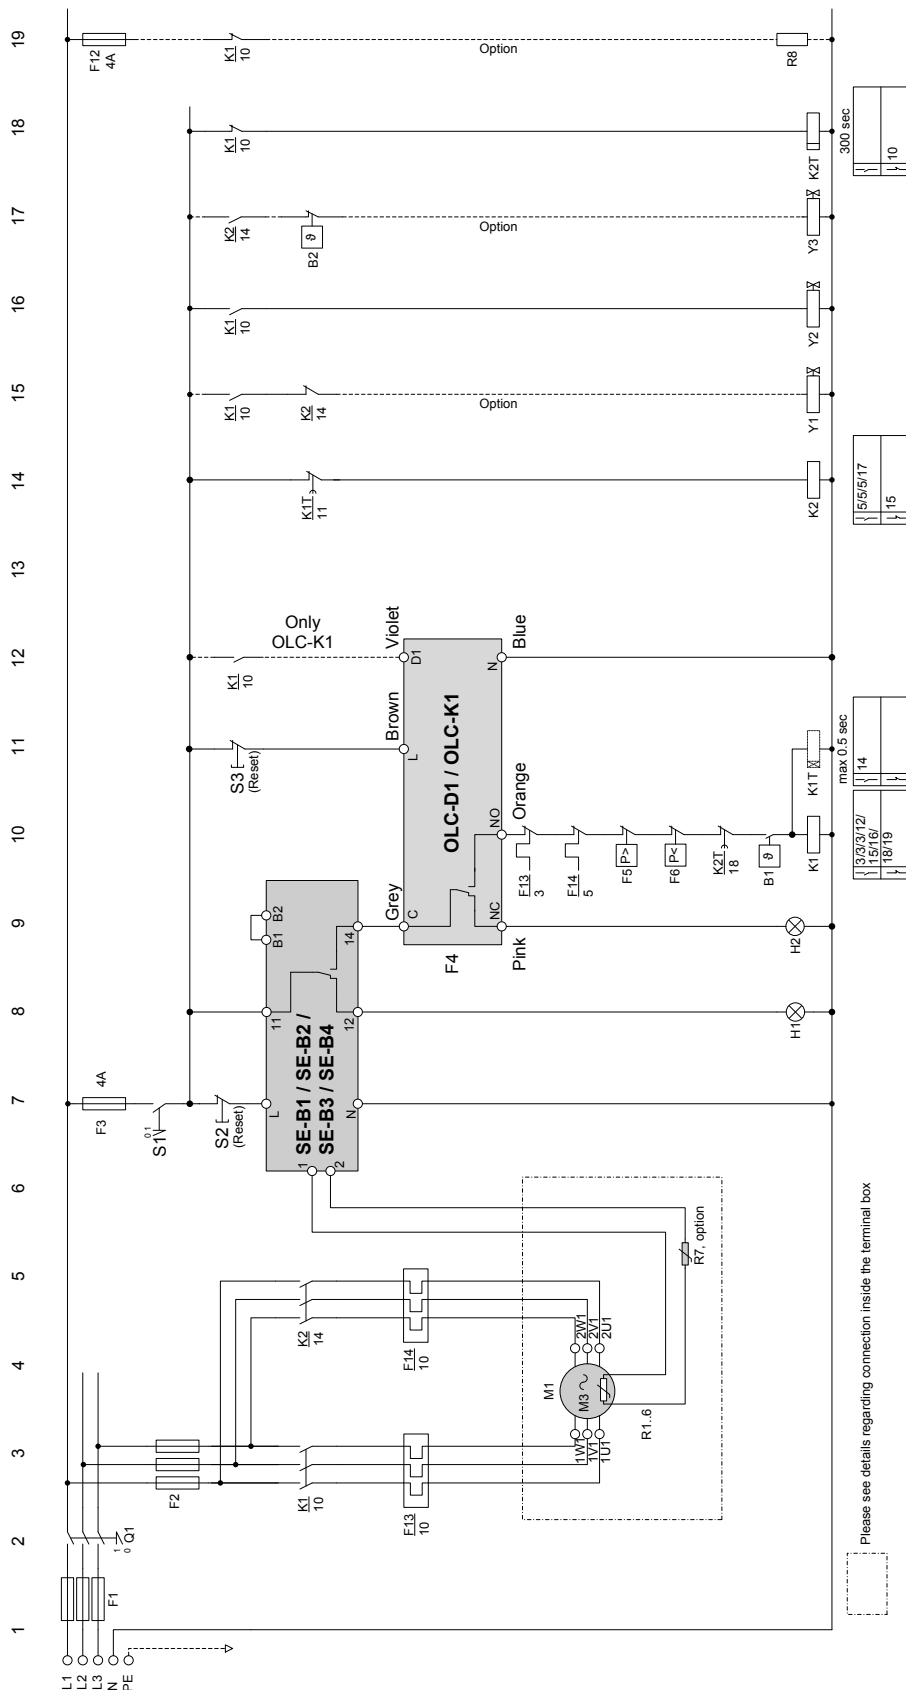 1
2
3
4
5
6
7
8
9
10
11
12
13
14
15
16
17
18
19
L1
L2
L3
N
PE
F1
1
0
Q1
F2
K1
10
F13
10
1W1
1V1
1U1
M1
M3
R1..6
2W1
2V1
2U1
K2
14
F14
10
R7, option
F3
4A
S1
0 1
S2
(Reset)
L
N
1
2
SE-B1 / SE-B2 /
SE-B3 / SE-B4
11
12
14
B1
B2
H1
H2
F4
Grey
C
Pink
NC
OLC-D1 / OLC-K1
Orange
NO
S3
(Reset)
Brown
L
Only
OLC-K1
K1
10
Violet
D1
N
Blue
F13
3
F14
5
F5
P>
F6
P<
K2T
18
B1
ϑ
K1
K1T
max 0.5 sec
3/3/3/12/
15/16/
18/19
14
K1T
11
K2
5/5/5/17
15
K1
10
K2
14
Option
Y1
K1
10
Y2
K2
14
B2
ϑ
Option
Y3
K1
10
K2T
300 sec
10
F12
4A
K1
10
Option
R8
Please see details regarding connection inside the terminal box